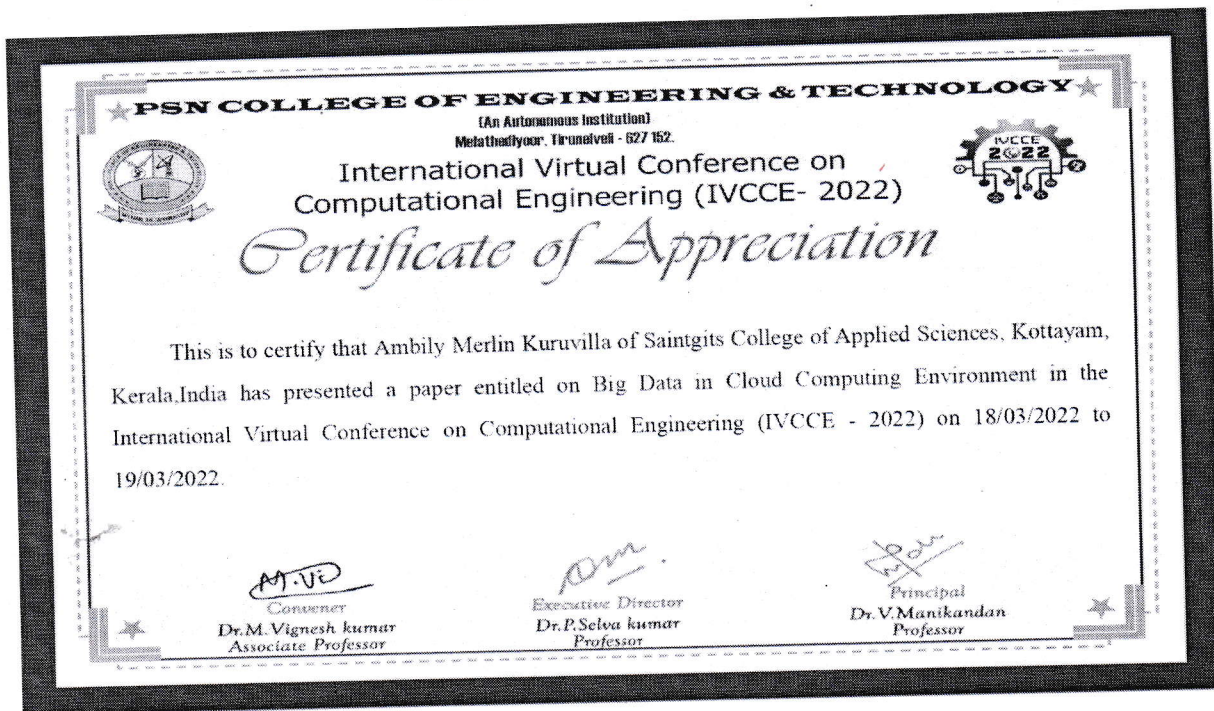 PSN COLLEGE OF ENGINEERING & TECHNOLOGY
(An Autonomous Institution)
Melathediyoor, Tirunelveli - 627 152.
IVCCE
2022
International Virtual Conference on
Computational Engineering (IVCCE- 2022)
Certificate of Appreciation
This is to certify that Ambily Merlin Kuruvilla of Saintgits College of Applied Sciences, Kottayam,
Kerala,India has presented a paper entitled on Big Data in Cloud Computing Environment in the
International Virtual Conference on Computational Engineering (IVCCE - 2022) on 18/03/2022 to
19/03/2022.
M.Vi
Convener
Dr.M.Vignesh kumar
Associate Professor
Executive Director
Dr.P.Selva kumar
Professor
Principal
Dr.V.Manikandan
Professor